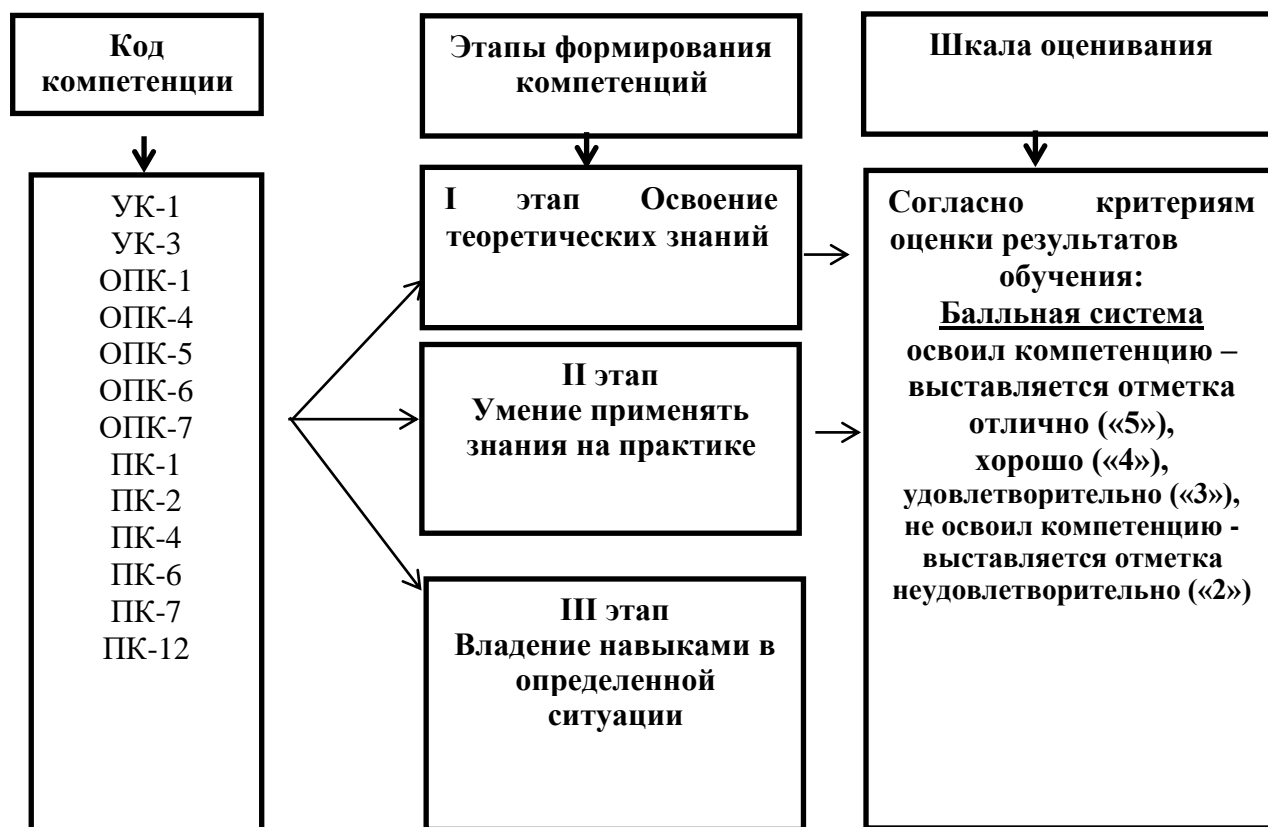 Код
компетенции
Этапы формирования
компетенций
Шкала оценивания
УК-1
УК-3
ОПК-1
ОПК-4
ОПК-5
ОПК-6
ОПК-7
ПК-1
ПК-2
ПК-4
ПК-6
ПК-7
ПК-12
I этап Освоение
теоретических знаний
II этап
Умение применять
знания на практике
III этап
Владение навыками в
определенной
ситуации
Согласно критериям
оценки результатов
обучения:
Балльная система
освоил компетенцию –
выставляется отметка
отлично («5»),
хорошо («4»),
удовлетворительно («3»),
не освоил компетенцию -
выставляется отметка
неудовлетворительно («2»)